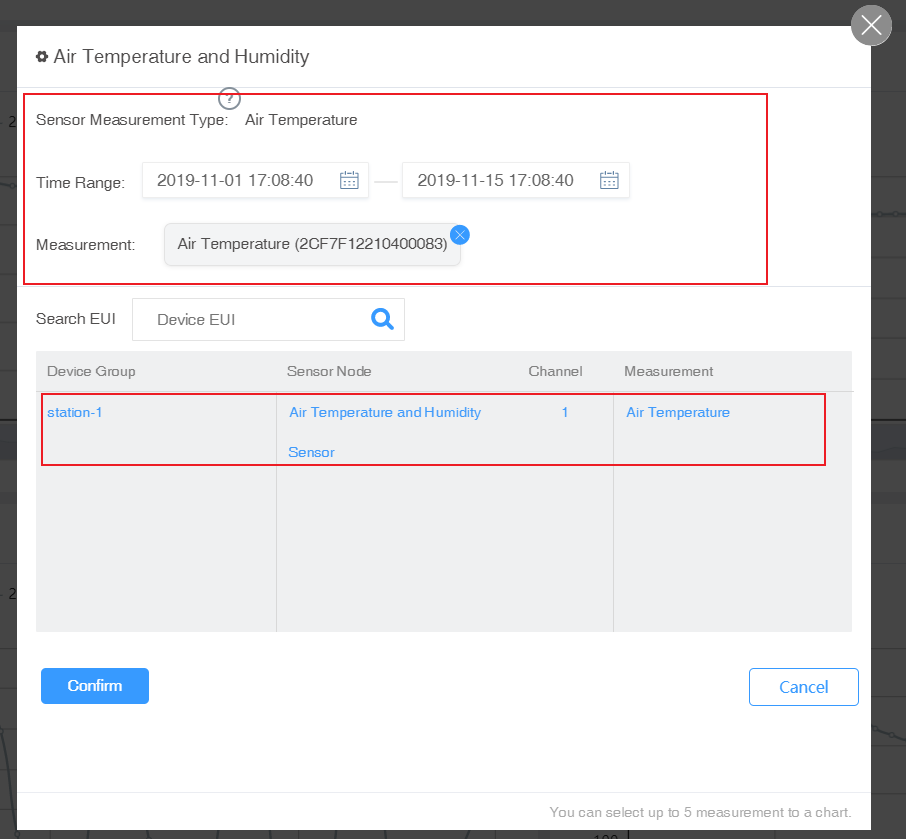 Air Temperature and Humidity
?
Sensor Measurement Type: Air Temperature
2
Time Range: 2019-11-01 17:08:40 — 2019-11-15 17:08:40
Measurement: Air Temperature (2CF7F12210400083)
Search EUI Device EUI
Device Group Sensor Node Channel Measurement
station-1 Air Temperature and Humidity 1 Air Temperature
Sensor
2
Confirm Cancel
You can select up to 5 measurement to a chart.